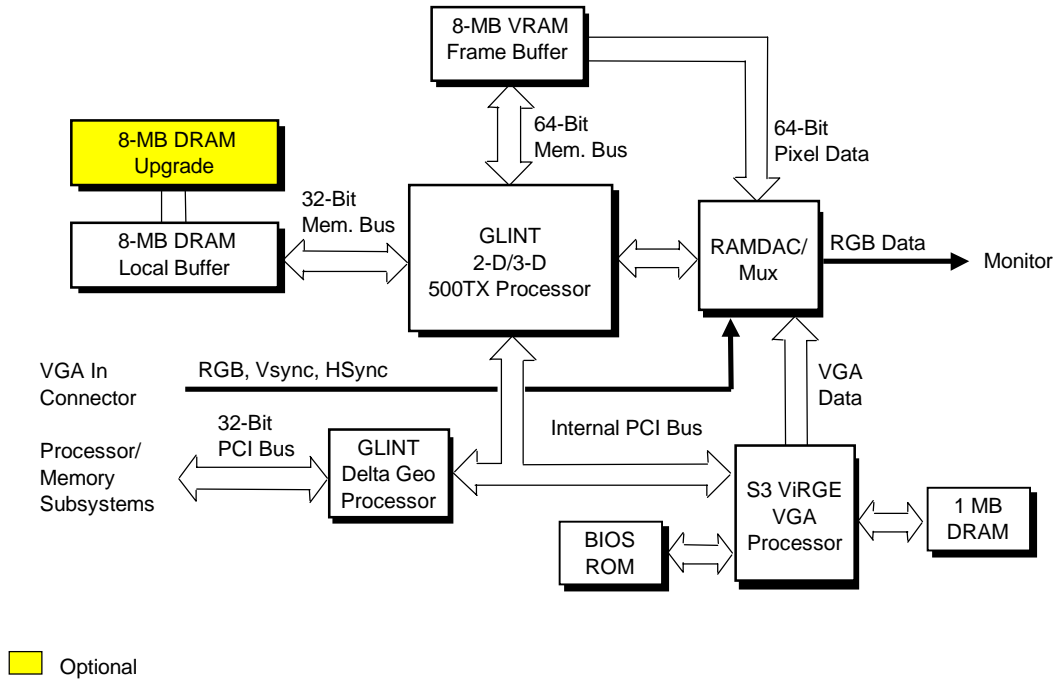 8-MB VRAM
Frame Buffer
64-Bit
Mem. Bus
64-Bit
Pixel Data
8-MB DRAM
Upgrade
32-Bit
Mem. Bus
8-MB DRAM
Local Buffer
GLINT
2-D/3-D
500TX Processor
RAMDAC/
Mux
RGB Data
Monitor
VGA In
Connector
RGB, Vsync, HSync
VGA
Data
Processor/
Memory
Subsystems
32-Bit
PCI Bus
GLINT
Delta Geo
Processor
Internal PCI Bus
S3 ViRGE
VGA
Processor
1 MB
DRAM
BIOS
ROM
Optional